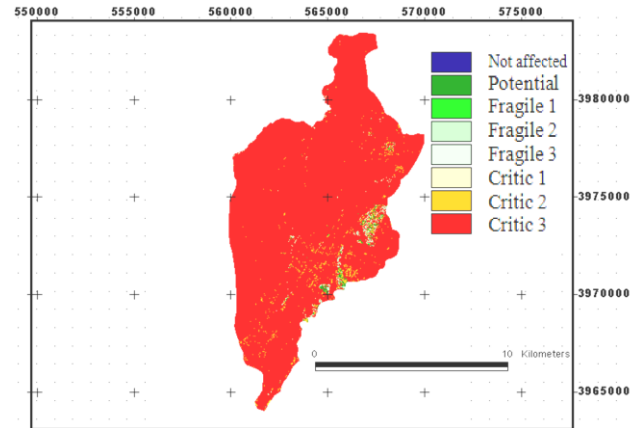 550000 555000 560000 565000 570000 575000
Not affected
Potential
Fragile 1
Fragile 2
Fragile 3
Critic 1
Critic 2
Critic 3
3980000
3975000
3970000
0 10 Kilometers
3965000